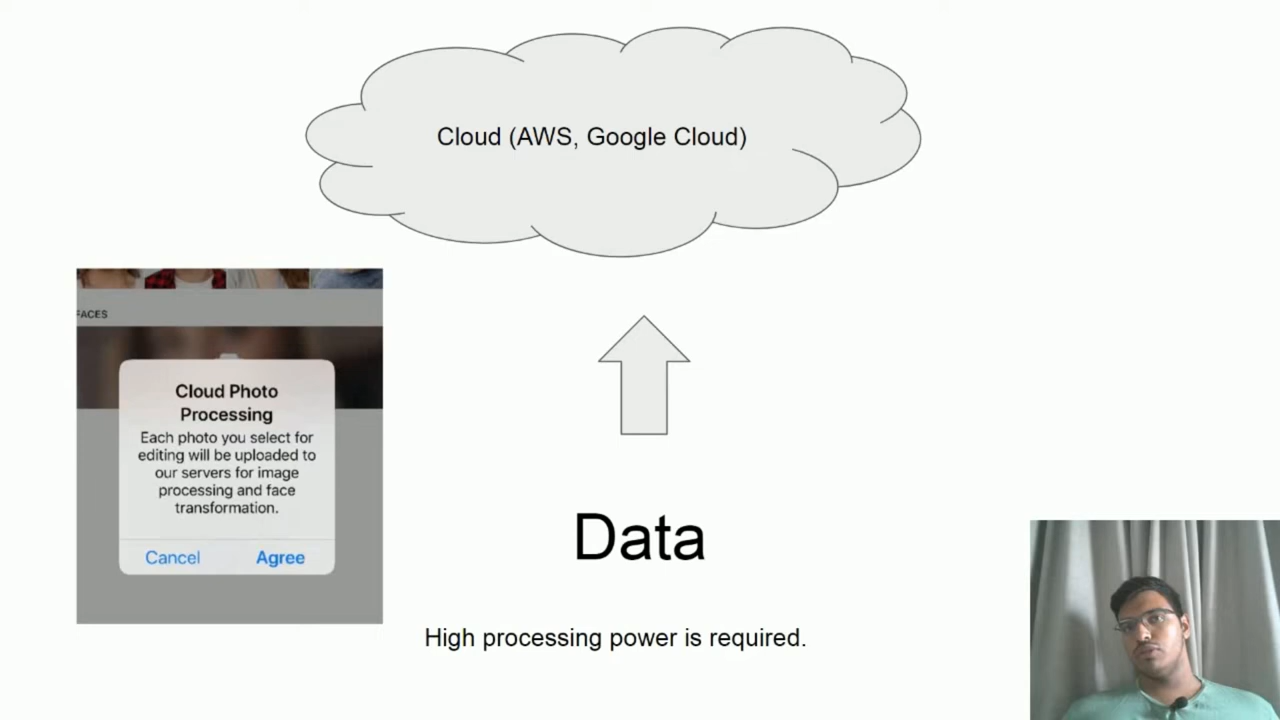 Cloud (AWS, Google Cloud)
FACES
Cloud Photo
Processing
Each photo you select for
editing will be uploaded to
our servers for image
processing and face
transformation.
Cancel Agree
Data
High processing power is required.